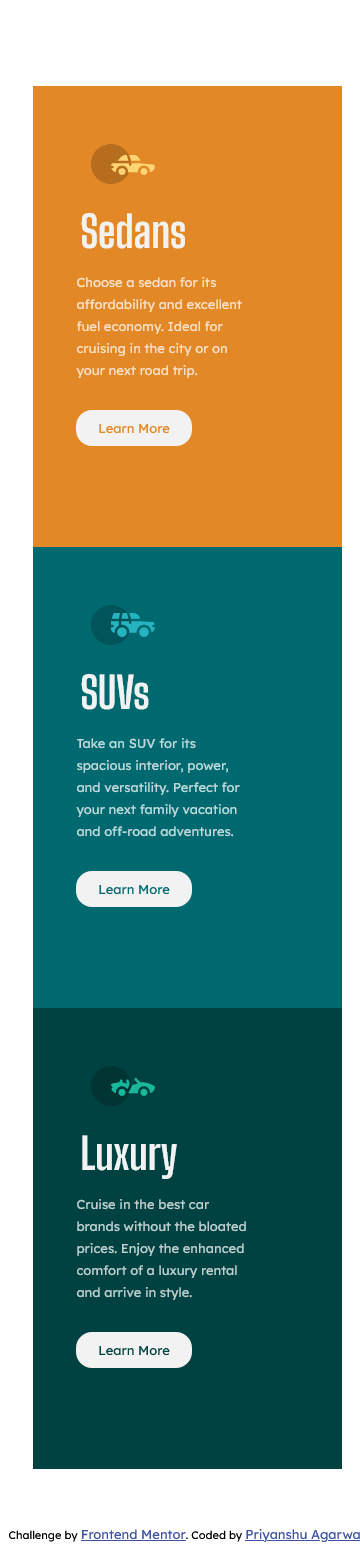 Sedans
Choose a sedan for its
affordability and excellent
fuel economy. Ideal for
cruising in the city or on
your next road trip.
Learn More
SUVs
Take an SUV for its
spacious interior, power,
and versatility. Perfect for
your next family vacation
and off-road adventures.
Learn More
Luxury
Cruise in the best car
brands without the bloated
prices. Enjoy the enhanced
comfort of a luxury rental
and arrive in style.
Learn More
Challenge by Frontend Mentor. Coded by Priyanshu Agarwa